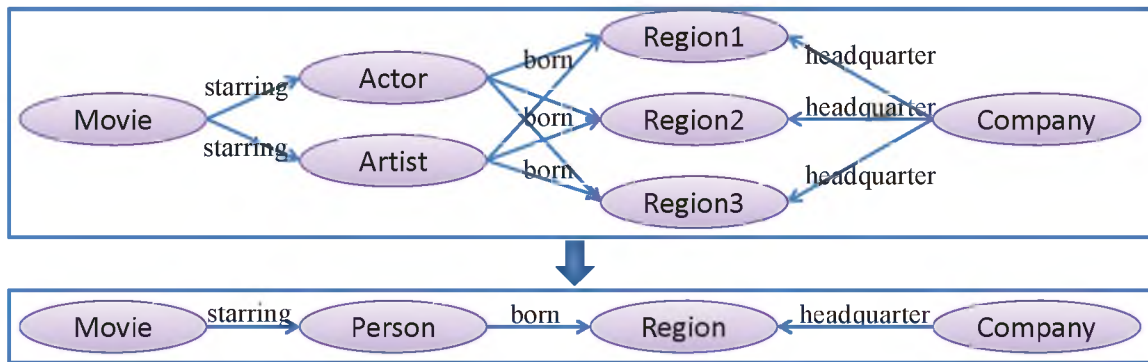 Region1
born
headquarter
Actor
starring
Movie
born
Region2
headquarter
Company
starring
Artist
born
headquarter
Region3
Movie
starring
Person
born
Region
headquarter
Company